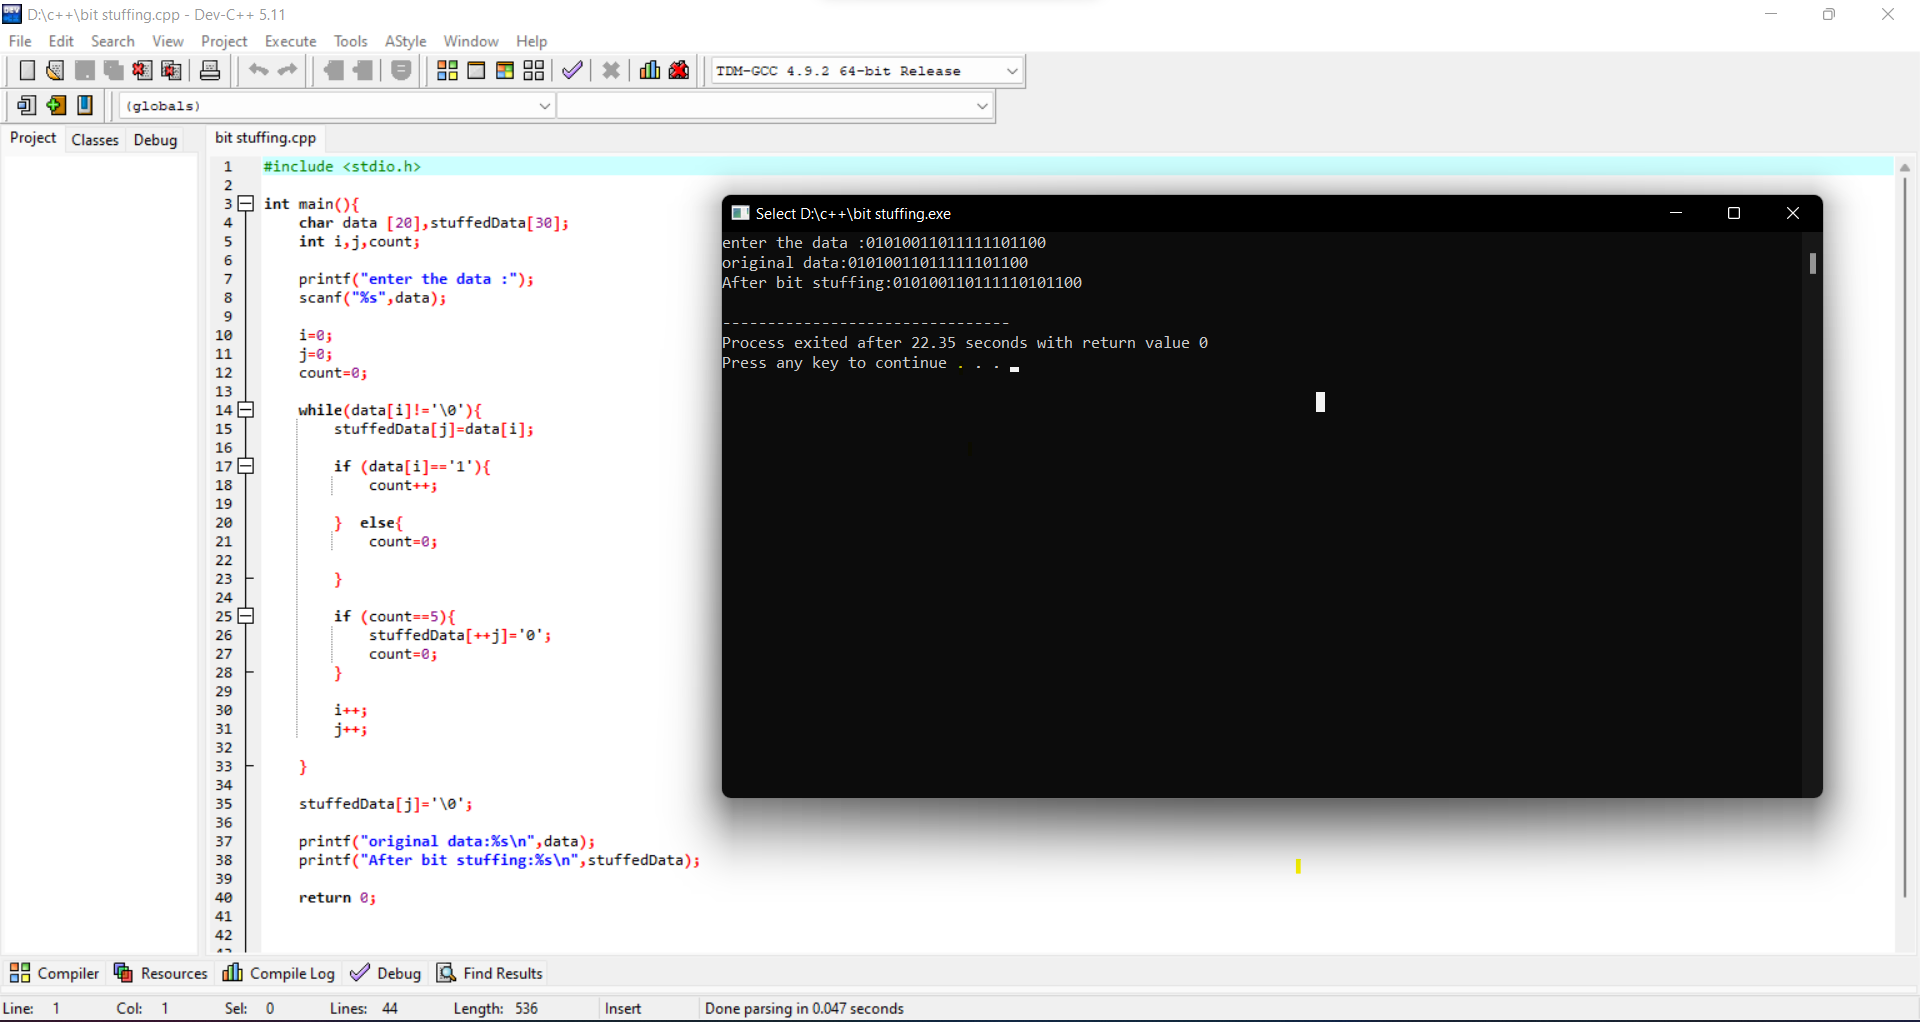 D:\c++\bit stuffing.cpp - Dev-C++ 5.11
File Edit Search View Project Execute Tools AStyle Window Help
TDM-GCC 4.9.2 64-bit Release
(globals)
Project Classes Debug
bit stuffing.cpp
1 #include <stdio.h>
2
3 int main(){
4 char data [20],stuffedData[30];
5 int i,j,count;
6
7 printf("enter the data :");
8 scanf("%s",data);
9
10 i=0;
11 j=0;
12 count=0;
13
14 while(data[i]!='\0'){
15 stuffedData[j]=data[i];
16
17 if (data[i]=='1'){
18 count++;
19
20 } else{
21 count=0;
22
23 }
24
25 if (count==5){
26 stuffedData[++j]='0';
27 count=0;
28 }
29
30 i++;
31 j++;
32
33 }
34
35 stuffedData[j]='\0';
36
37 printf("original data:%s\n",data);
38 printf("After bit stuffing:%s\n",stuffedData);
39
40 return 0;
41
42
Select D:\c++\bit stuffing.exe
enter the data :01010011011111101100
original data:01010011011111101100
After bit stuffing:010100110111110101100
--------------------------------
Process exited after 22.35 seconds with return value 0
Press any key to continue . . .
Compiler Resources Compile Log Debug Find Results
Line: 1 Col: 1 Sel: 0 Lines: 44 Length: 536 Insert Done parsing in 0.047 seconds